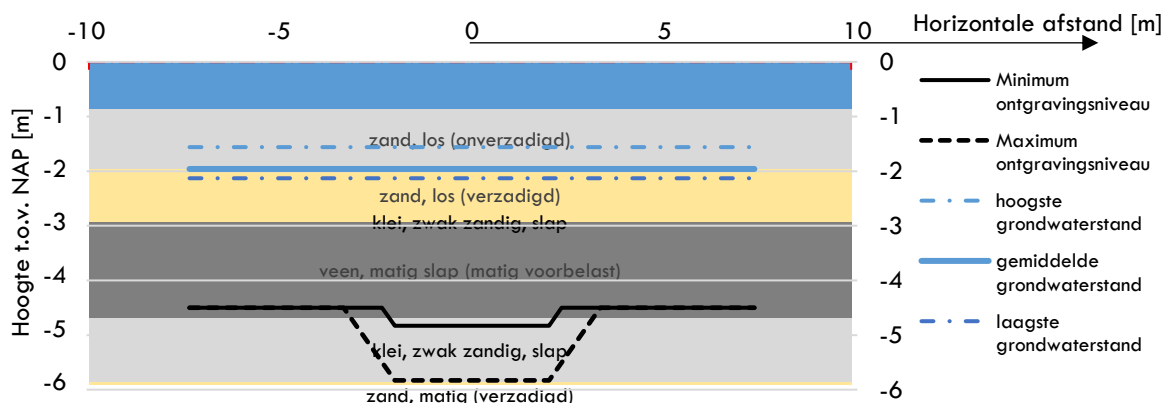 Horizontale afstand [m]
-10 -5 0 5 10
Hoogte t.o.v. NAP [m]
0 0
-1 -1
zand, los (onverzadigd)
-2 -2
zand, los (verzadigd)
klei, zwak zandig, slap
-3 -3
veen, matig slap (matig voorbelast)
-4 -4
-5 -5
klei, zwak zandig, slap
-6 -6
zand, matig (verzadigd)
Minimum
ontgravingsniveau
Maximum
ontgravingsniveau
hoogste
grondwaterstand
gemiddelde
grondwaterstand
laagste
grondwaterstand